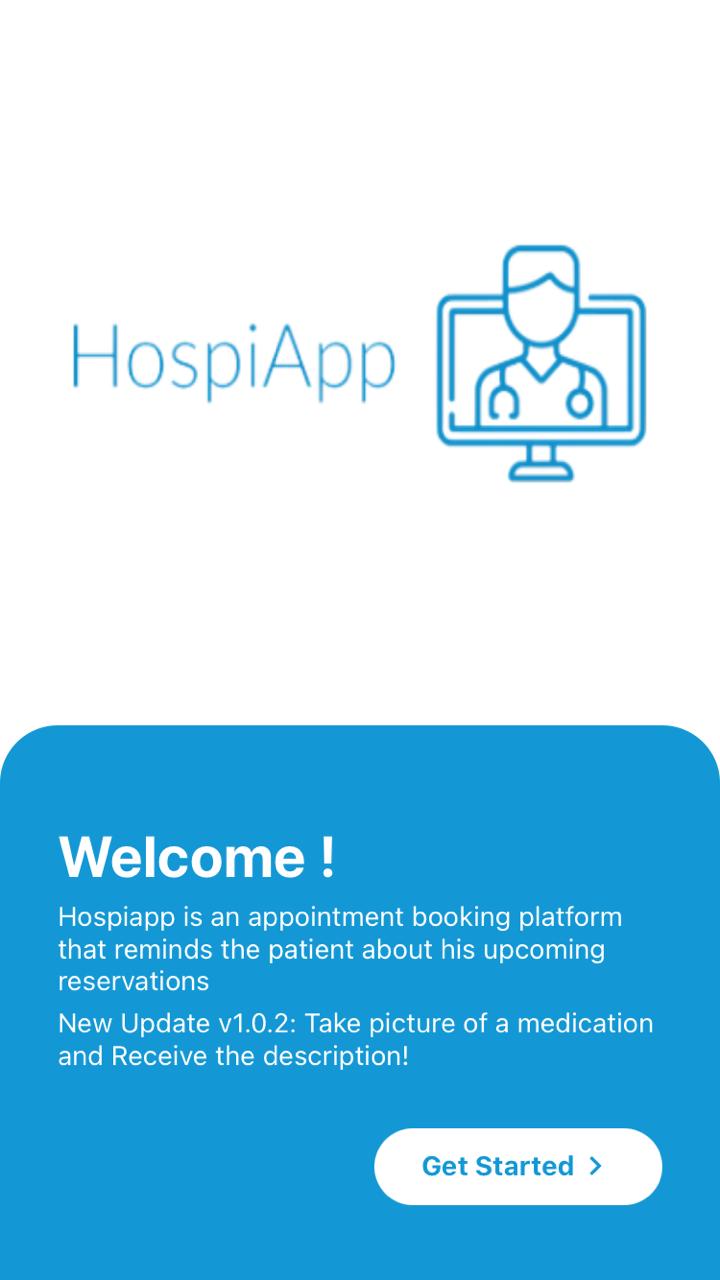 HospiApp
Welcome !
Hospiapp is an appointment booking platform
that reminds the patient about his upcoming
reservations
New Update v1.0.2: Take picture of a medication
and Receive the description!
Get Started